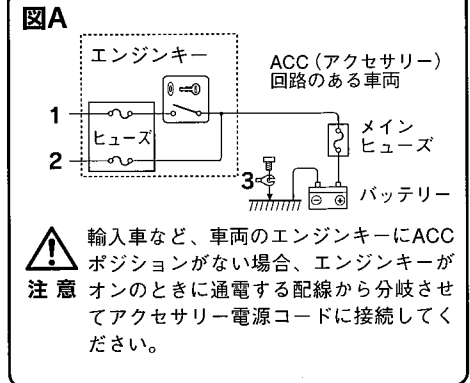 図A
エンジンキー
ACC(アクセサリー)
回路のある車両
1
ヒューズ
2
メイン
ヒューズ
3
バッテリー
注意
輸入車など、車両のエンジンキーにACC
ポジションがない場合、エンジンキーが
オンのときに通電する配線から分岐させ
てアクセサリー電源コードに接続してく
ださい。